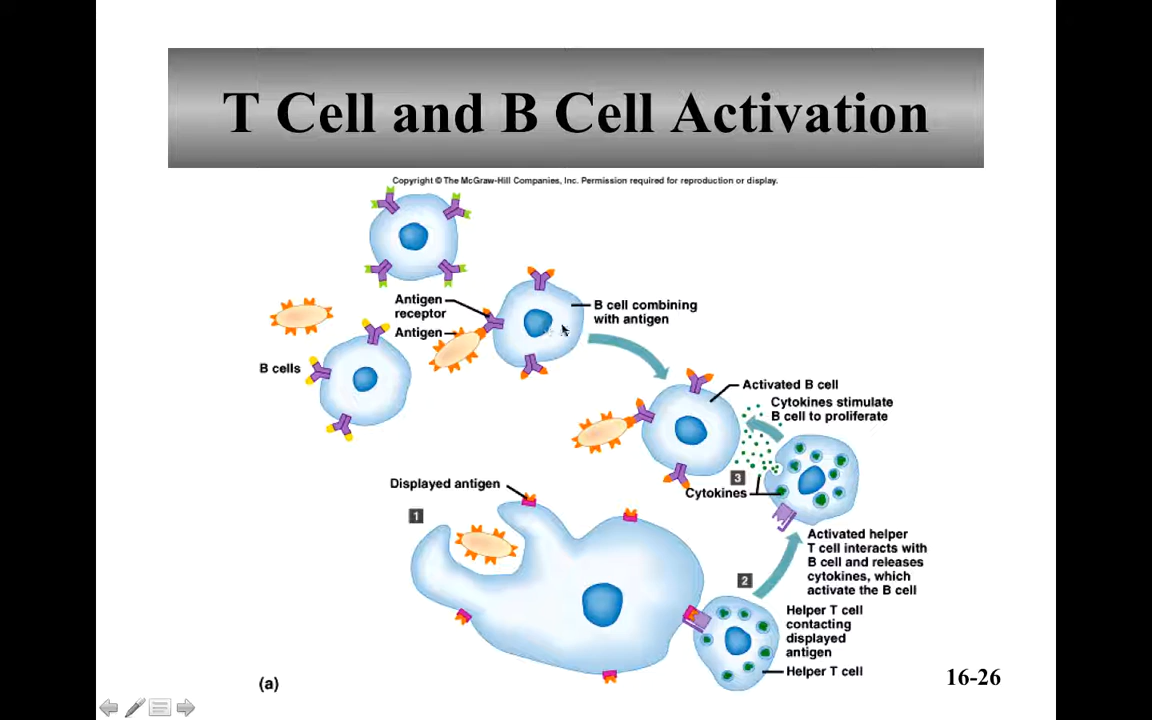 T Cell and B Cell Activation
Copyright © The McGraw-Hill Companies, Inc. Permission required for reproduction or display.
Antigen
receptor
Antigen
B cell combining
with antigen
B cells
Activated B cell
Cytokines stimulate
B cell to proliferate
Displayed antigen
1
3
Cytokines
Activated helper
T cell interacts with
B cell and releases
cytokines, which
activate the B cell
2
Helper T cell
contacting
displayed
antigen
Helper T cell
(a)
16-26